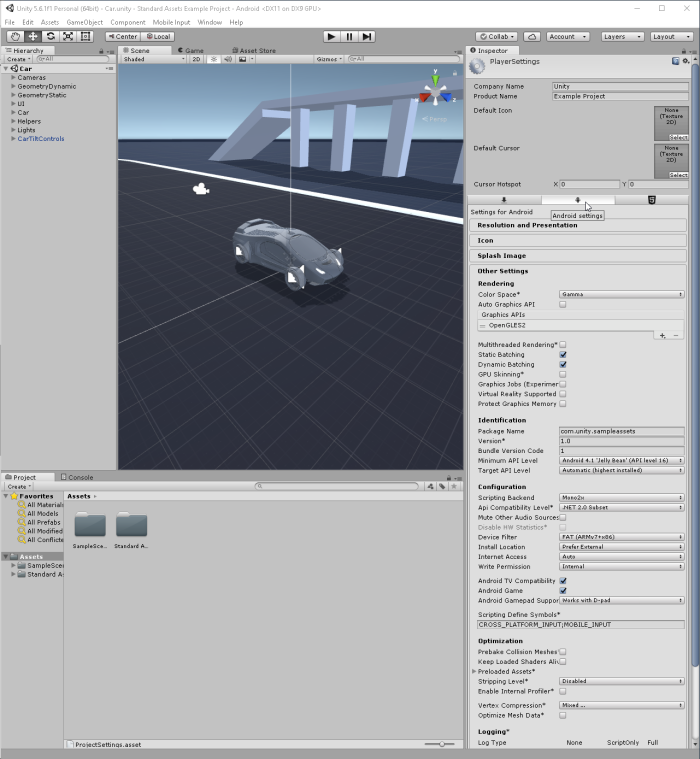 Unity 5.6.1f1 Personal (64bit) - Car.unity - Standard Assets Example Project - Android <DX11 on DX9 GPU>
File Edit Assets GameObject Component Mobile Input Window Help
Center Local Collab Account Layers Layout
Hierarchy
Create All
Car
Cameras
GeometryDynamic
GeometryStatic
UI
Car
Helpers
Lights
CarTiltControls
Scene Game Asset Store
Shaded 2D Gizmos All
y
x
z
Persp
Inspector
PlayerSettings
Company Name Unity
Product Name Example Project
Default Icon
None
(Texture
2D)
Select
Default Cursor
None
(Texture
2D)
Select
Cursor Hotspot X 0 Y 0
Settings for Android
Android settings
Resolution and Presentation
Icon
Splash Image
Other Settings
Rendering
Color Space* Gamma
Auto Graphics API
Graphics APIs
OpenGLES2
Multithreaded Rendering*
Static Batching
Dynamic Batching
GPU Skinning*
Graphics Jobs (Experimer
Virtual Reality Supported
Protect Graphics Memory
Identification
Package Name com.unity.sampleassets
Version* 1.0
Bundle Version Code 1
Minimum API Level Android 4.1 'Jelly Bean' (API level 16)
Target API Level Automatic (highest installed)
Configuration
Scripting Backend Mono2x
Api Compatibility Level* .NET 2.0 Subset
Mute Other Audio Sources
Disable HW Statistics*
Device Filter FAT (ARMv7+x86)
Install Location Prefer External
Internet Access Auto
Write Permission Internal
Android TV Compatibility
Android Game
Android Gamepad Suppor Works with D-pad
Scripting Define Symbols*
CROSS_PLATFORM_INPUT;MOBILE_INPUT
Optimization
Prebake Collision Meshes
Keep Loaded Shaders Aliv
Preloaded Assets*
Stripping Level* Disabled
Enable Internal Profiler*
Vertex Compression* Mixed ...
Optimize Mesh Data*
Logging*
Log Type None ScriptOnly Full
Project Console
Create
Favorites
All Materials
All Models
All Prefabs
All Modified
All Conflicte
Assets
SampleScen
Standard As
Assets
SampleSce...
Standard A...
ProjectSettings.asset